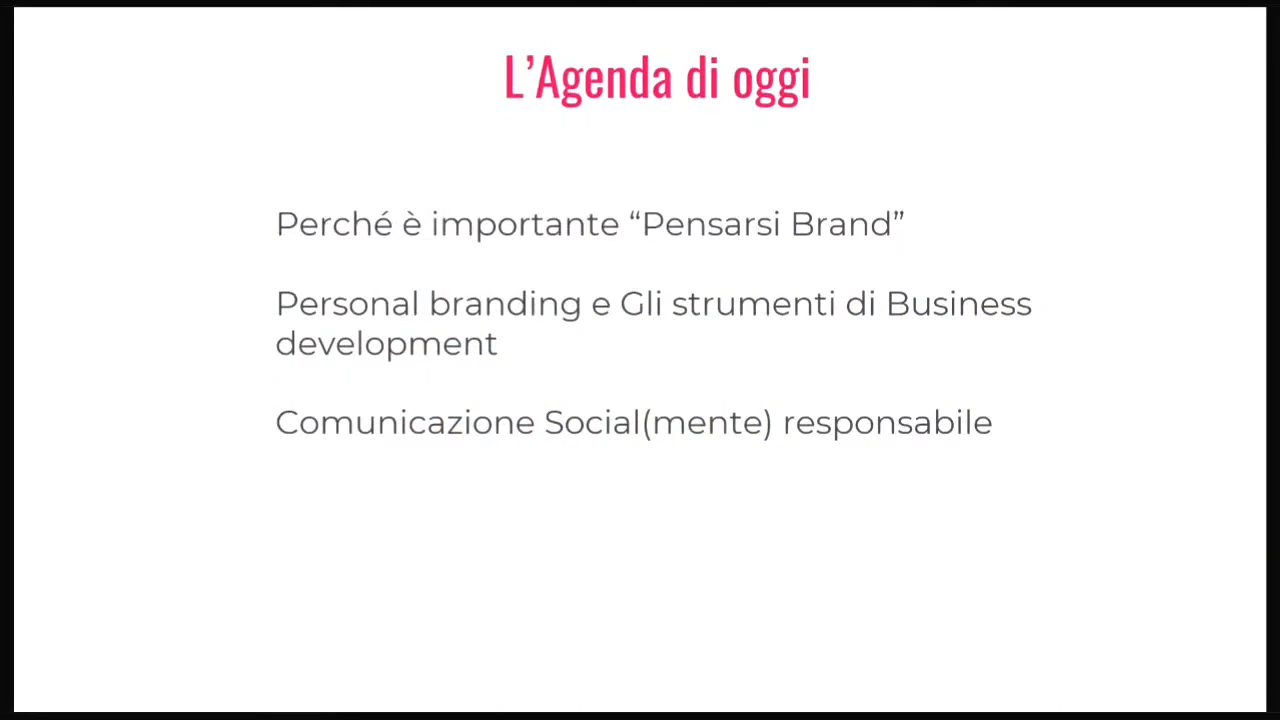 L’Agenda di oggi
Perché è importante “Pensarsi Brand”
Personal branding e Gli strumenti di Business
development
Comunicazione Social(mente) responsabile